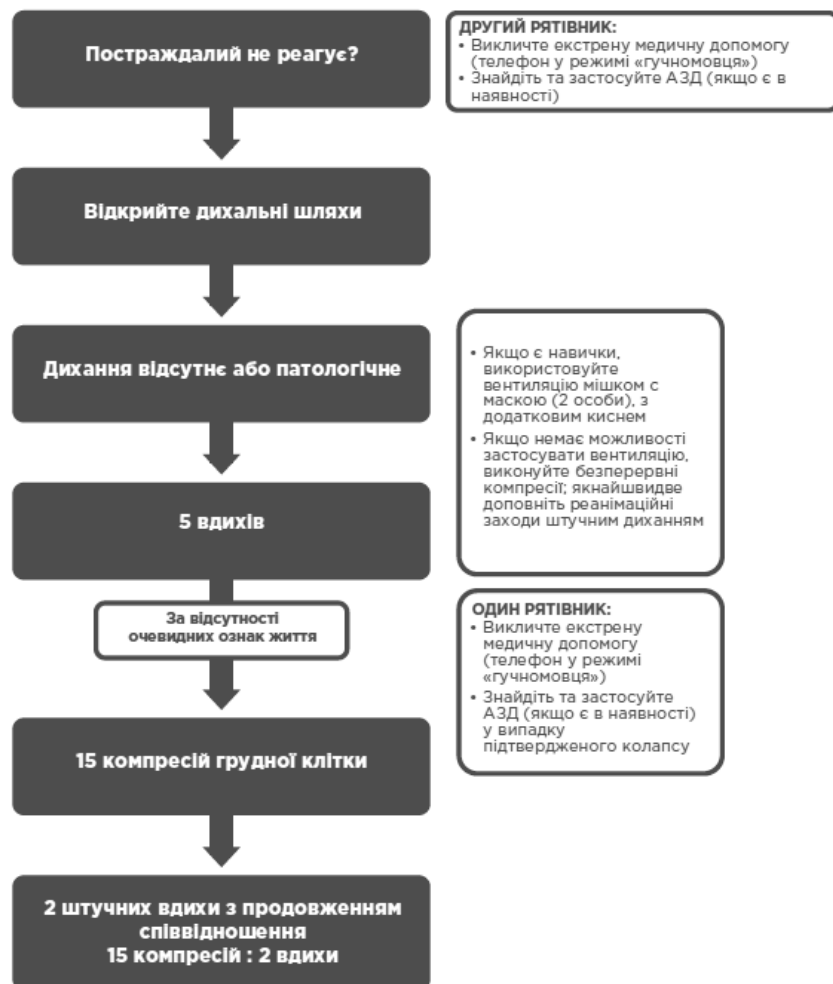 Постраждалий не реагує?
ДРУГИЙ РЯТІВНИК:
• Викличте екстрену медичну допомогу
(телефон у режимі «гучномовця»)
• Знайдіть та застосуйте АЗД (якщо є в
наявності)
Відкрийте дихальні шляхи
Дихання відсутнє або патологічне
• Якщо є навички,
використовуйте
вентиляцію мішком с
маскою (2 особи), з
додатковим киснем
• Якщо немає можливості
застосувати вентиляцію,
виконуйте безперервні
компресії; якнайшвидве
доповніть реанімаційні
заходи штучним диханням
5 вдихів
За відсутності
очевидних ознак життя
ОДИН РЯТІВНИК:
• Викличте екстрену
медичну допомогу
(телефон у режимі
«гучномовця»)
• Знайдіть та застосуйте
АЗД (якщо є в наявності)
у випадку
підтвердженого колапсу
15 компресій грудної клітки
2 штучних вдихи з продовженням
співвідношення
15 компресій : 2 вдихи